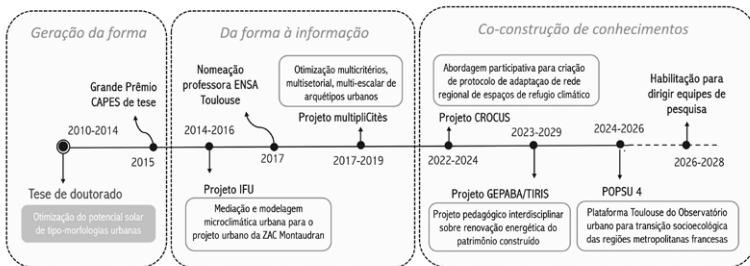 Geração da forma
Da forma à informação
Co-construção de conhecimentos
Grande Prêmio
CAPES de tese
2010-2014
2015
Tese de doutorado
Otimização do potencial solar
de tipo-morfologias urbanas
Nomeação
professora ENSA
Toulouse
Otimização multicritérios,
multisetorial, multi-escalar de
arquétipos urbanos
Projeto multipliCitès
2014-2016
2017
2017-2019
Projeto IFU
Mediação e modelagem
microclimática urbana para o
projeto urbano da ZAC Montaudran
Abordagem participativa para criação
de protocolo de adaptaçao de rede
regional de espaços de refugio climático
Projeto CROCUS
Habilitação para
dirigir equipes de
pesquisa
2023-2029
2024-2026
2022-2024
2026-2028
Projeto GEPABA/TIRIS
Projeto pedagógico interdisciplinar
sobre renovação energética do
patrimônio construído
POPSU 4
Plataforma Toulouse do Observatório
urbano para transição socioecológica
das regiões metropolitanas francesas